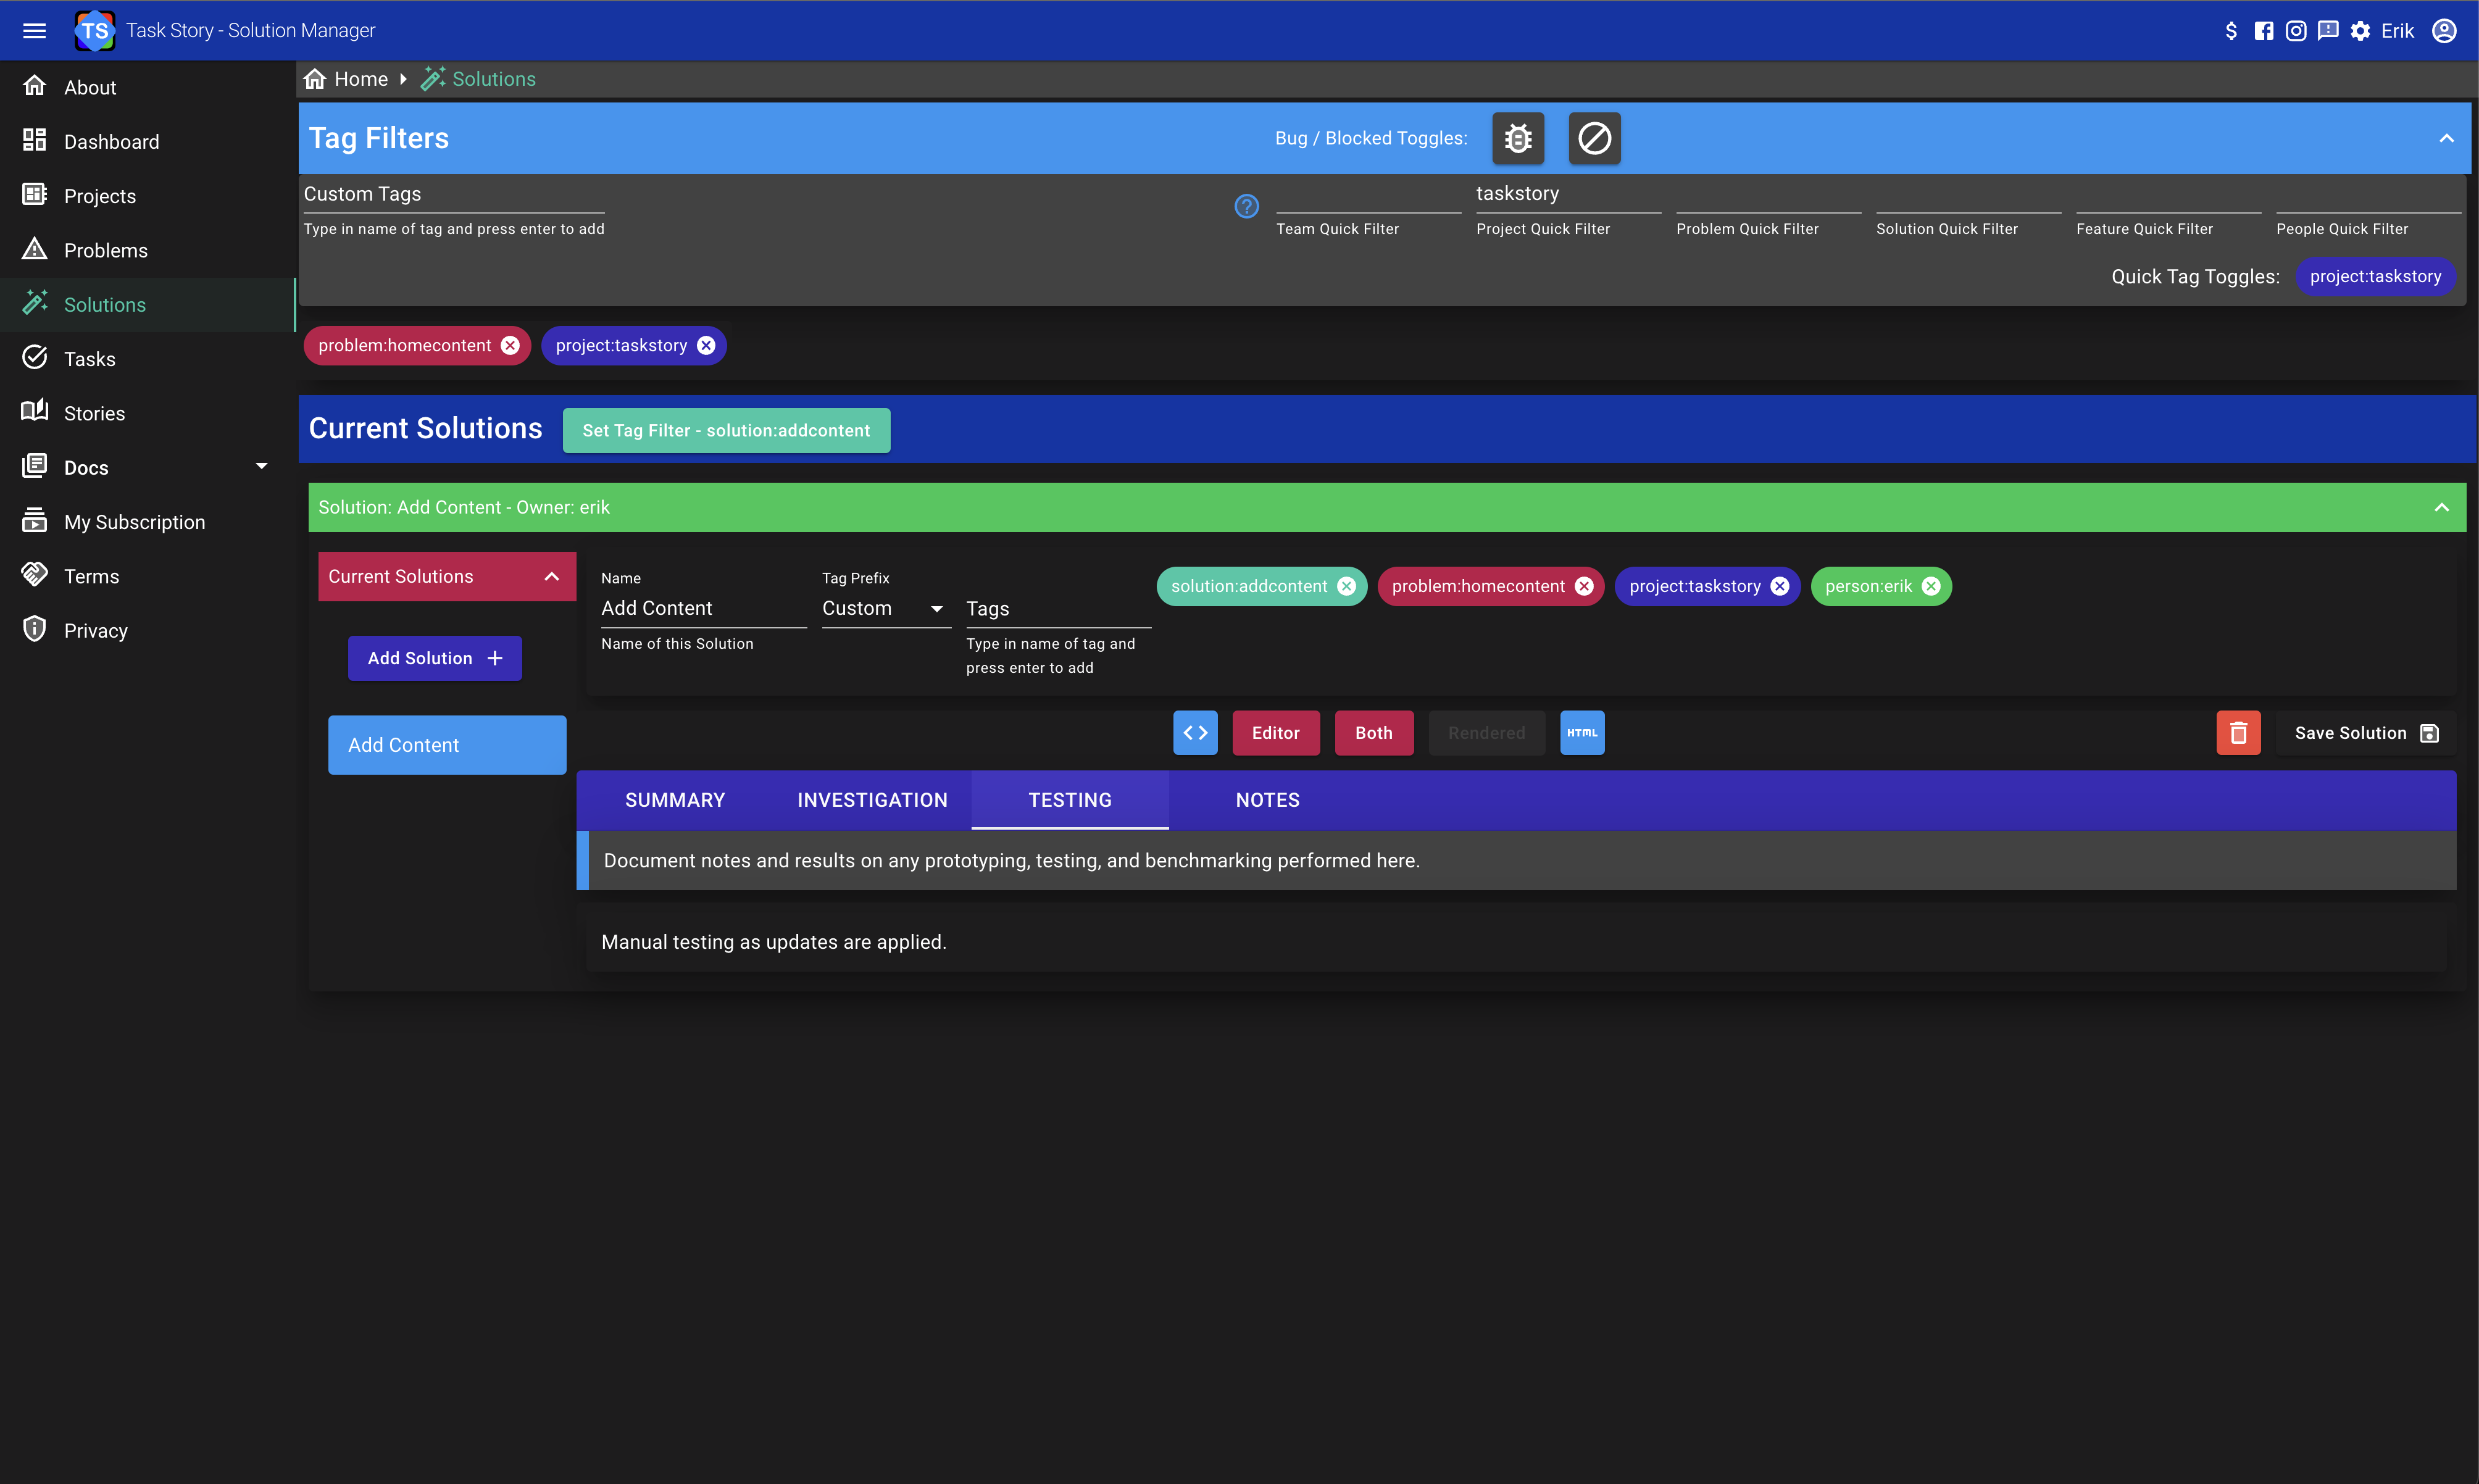 TS Task Story - Solution Manager
Erik
About
Dashboard
Projects
Problems
Solutions
Tasks
Stories
Docs
My Subscription
Terms
Privacy
Home Solutions
Tag Filters
Bug / Blocked Toggles:
Custom Tags
Type in name of tag and press enter to add
Team Quick Filter
taskstory
Project Quick Filter
Problem Quick Filter
Solution Quick Filter
Feature Quick Filter
People Quick Filter
Quick Tag Toggles: project:taskstory
problem:homecontent project:taskstory
Current Solutions Set Tag Filter - solution:addcontent
Solution: Add Content - Owner: erik
Current Solutions
Add Solution
Add Content
Name
Add Content
Name of this Solution
Tag Prefix
Custom
Tags
Type in name of tag and
press enter to add
solution:addcontent problem:homecontent project:taskstory person:erik
Editor Both Rendered HTML
Save Solution
SUMMARY INVESTIGATION TESTING NOTES
Document notes and results on any prototyping, testing, and benchmarking performed here.
Manual testing as updates are applied.